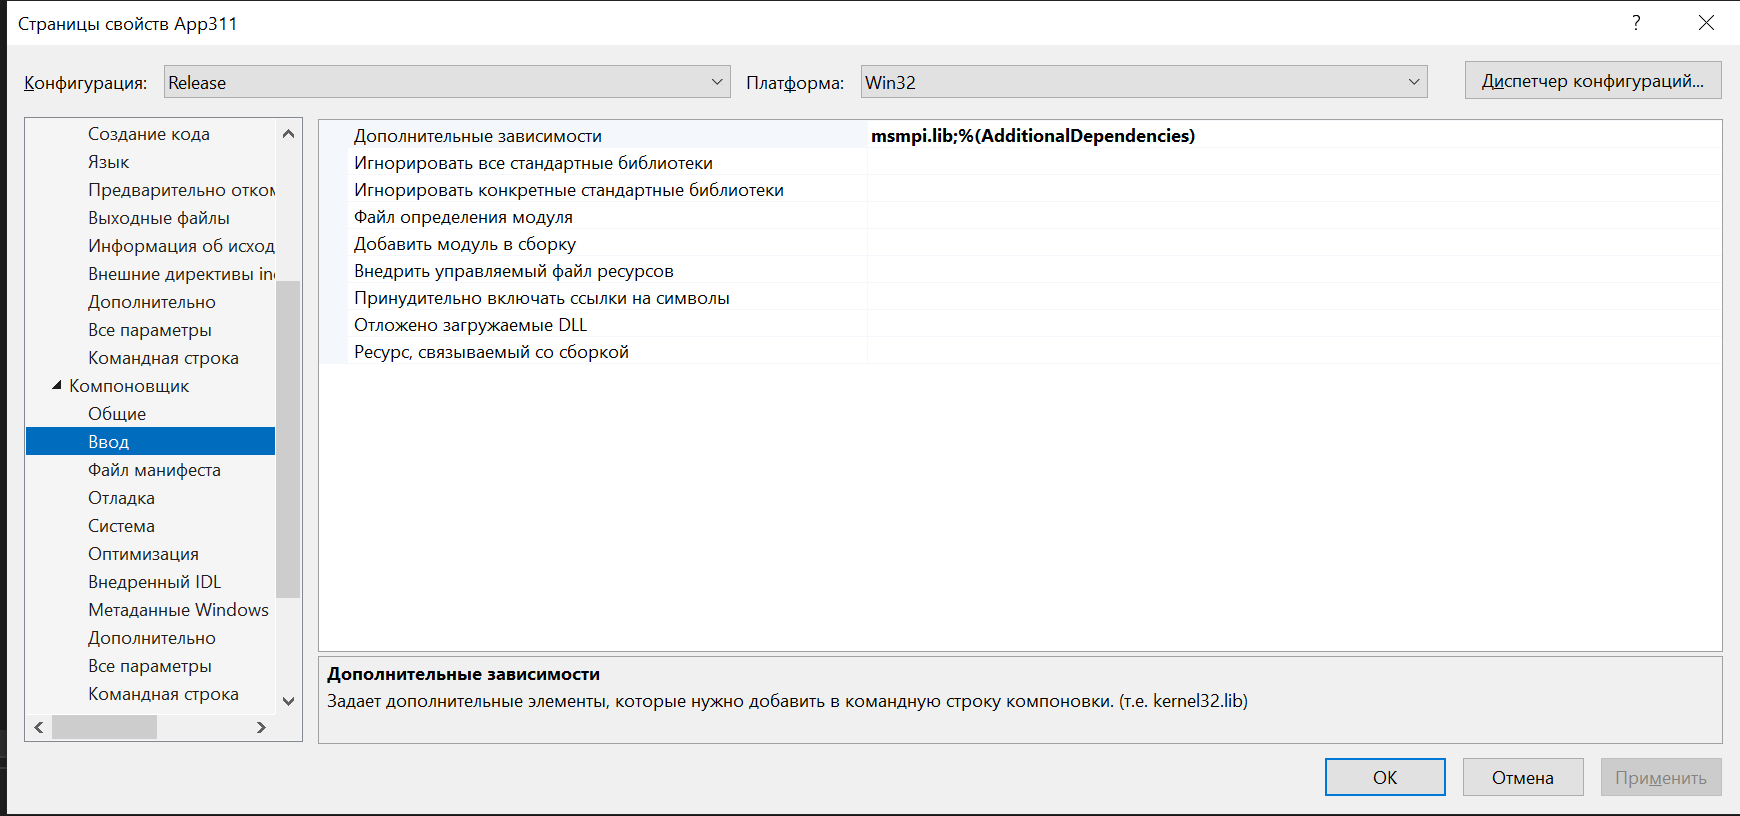 Страницы свойств App311
?
Конфигурация: Release Платформа: Win32 Диспетчер конфигураций...
Создание кода
Язык
Предварительно отком
Выходные файлы
Информация об исход
Внешние директивы inc
Дополнительно
Все параметры
Командная строка
Компоновщик
Общие
Ввод
Файл манифеста
Отладка
Система
Оптимизация
Внедренный IDL
Метаданные Windows
Дополнительно
Все параметры
Командная строка
Дополнительные зависимости msmpi.lib;%(AdditionalDependencies)
Игнорировать все стандартные библиотеки
Игнорировать конкретные стандартные библиотеки
Файл определения модуля
Добавить модуль в сборку
Внедрить управляемый файл ресурсов
Принудительно включать ссылки на символы
Отложено загружаемые DLL
Ресурс, связываемый со сборкой
Дополнительные зависимости
Задает дополнительные элементы, которые нужно добавить в командную строку компоновки. (т.е. kernel32.lib)
ОК Отмена Применить